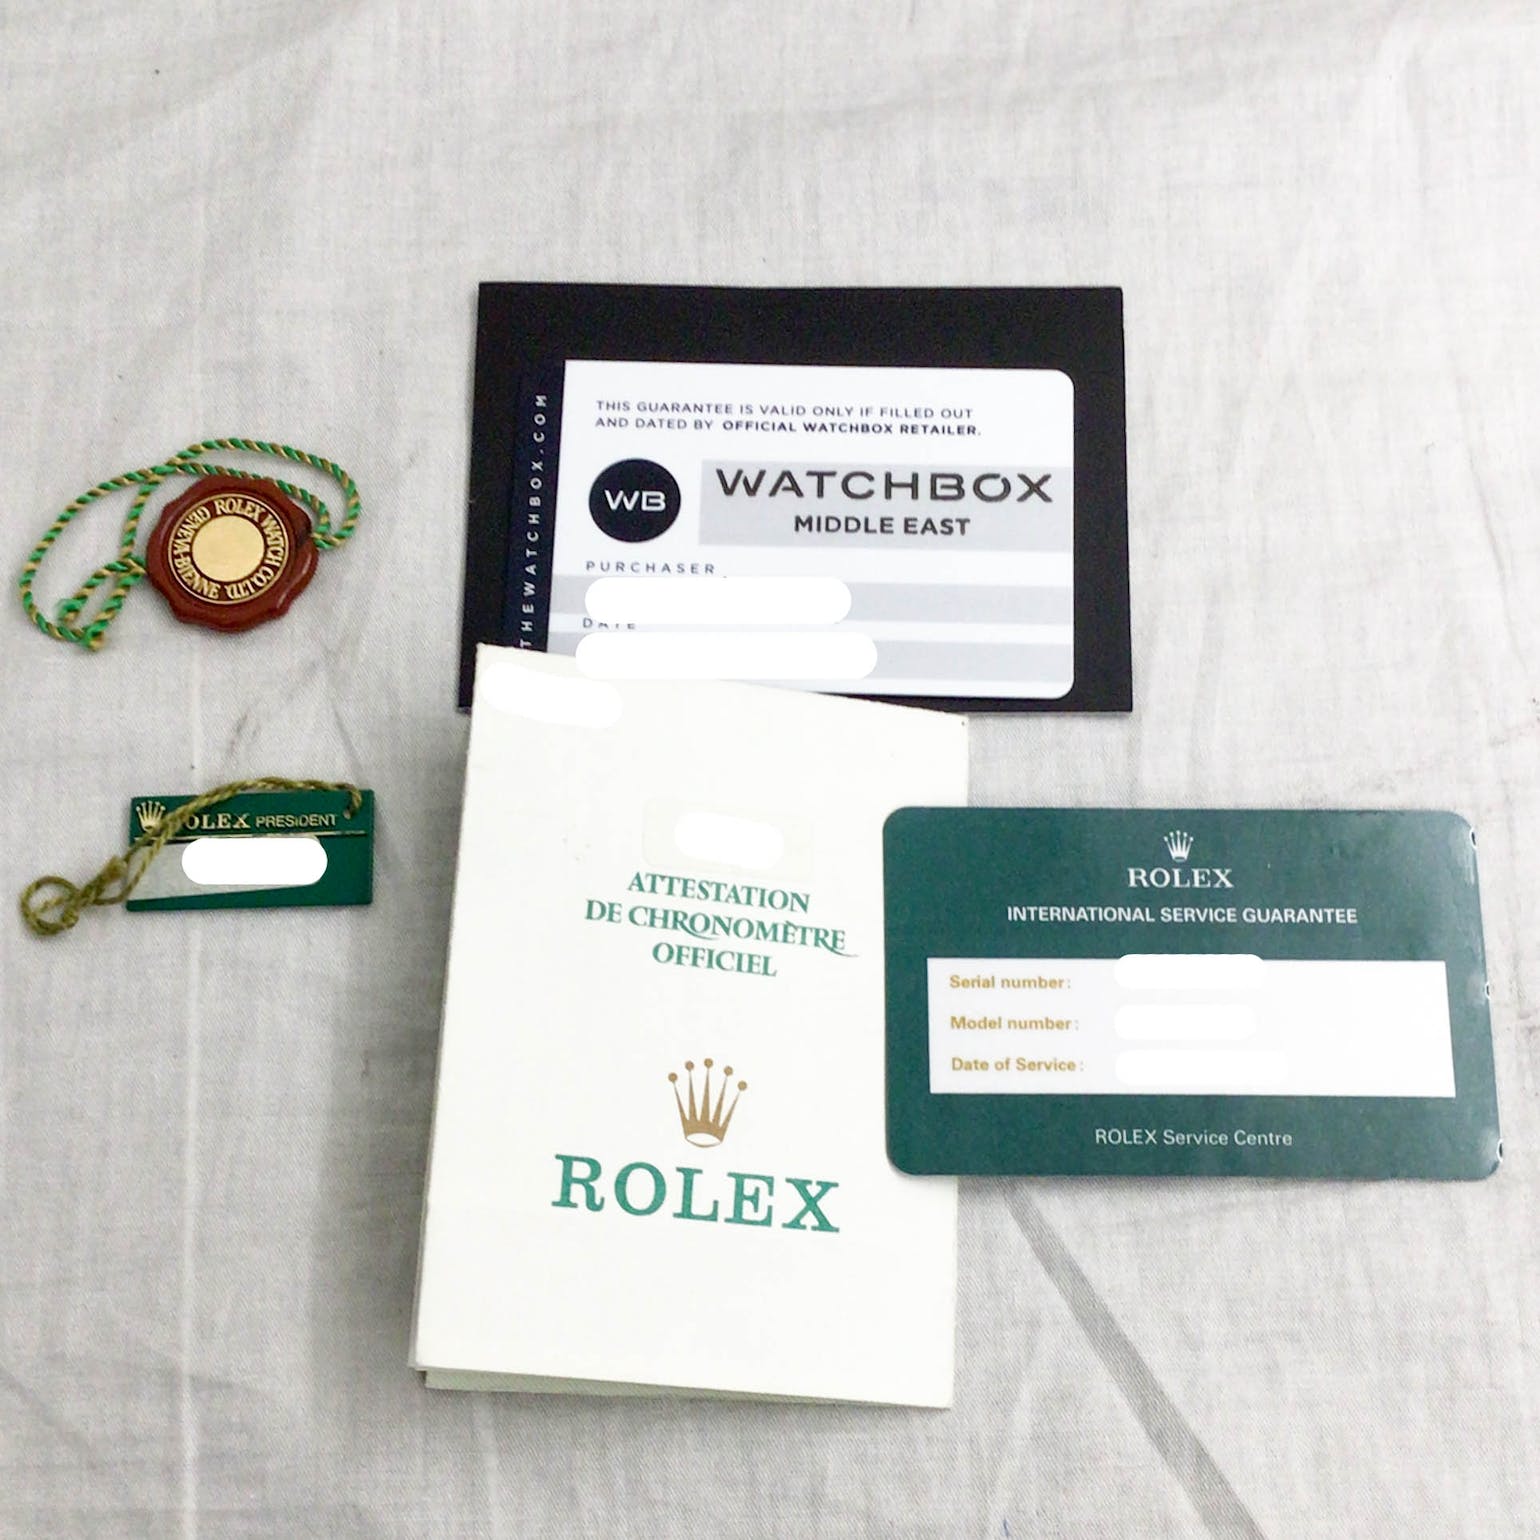 THIS GUARANTEE IS VALID ONLY IF FILLED OUT
AND DATED BY OFFICIAL WATCHBOX RETAILER.
WB
WATCHBOX
MIDDLE EAST
PURCHASER
DATE
THEWATCHBOX.COM
ROLEX WATCH CO. LTD.
GENEVA-BIENNE
ROLEX PRESIDENT
ATTESTATION
DE CHRONOMÈTRE
OFFICIEL
ROLEX
ROLEX
INTERNATIONAL SERVICE GUARANTEE
Serial number:
Model number:
Date of Service:
ROLEX Service Centre